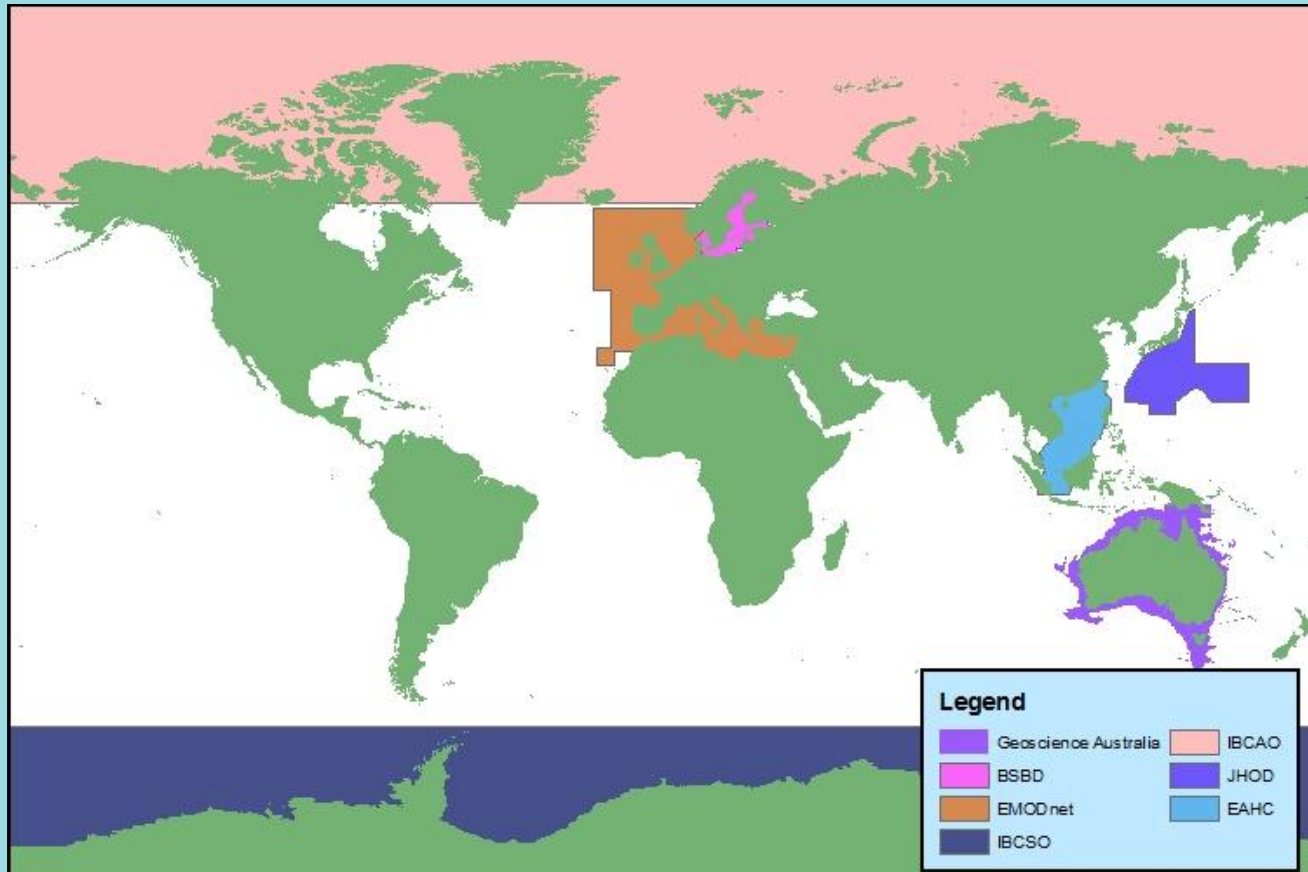 Legend
Geoscience Australia
BSBD
EMODnet
IBCSO
IBCAO
JHOD
EAHC